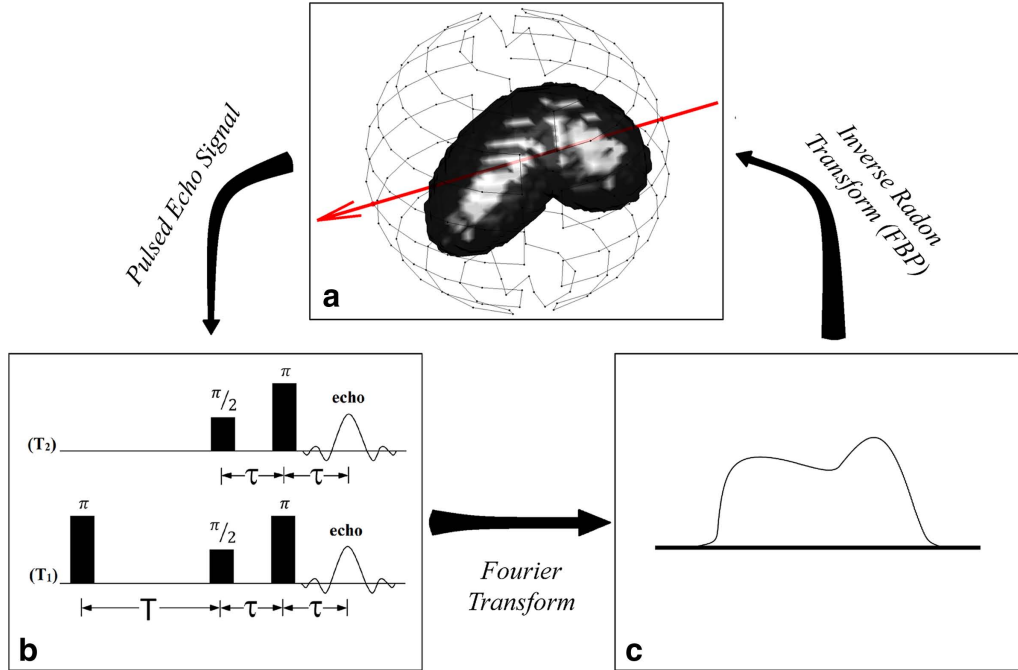 a
Pulsed Echo Signal
Inverse Radon
Transform (FBP)
π
π/2
echo
(T₂)
τ
τ
π
π
π/2
echo
(T₁)
T
τ
τ
b
Fourier
Transform
c